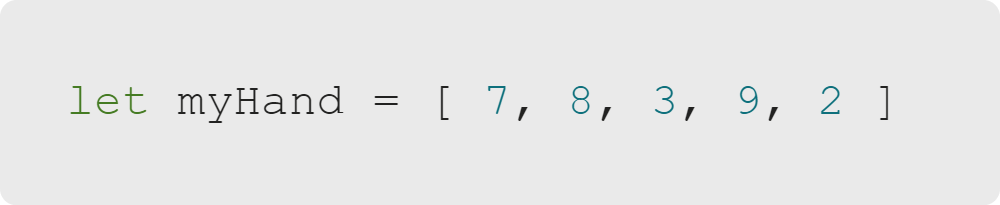 let myHand = [ 7, 8, 3, 9, 2 ]